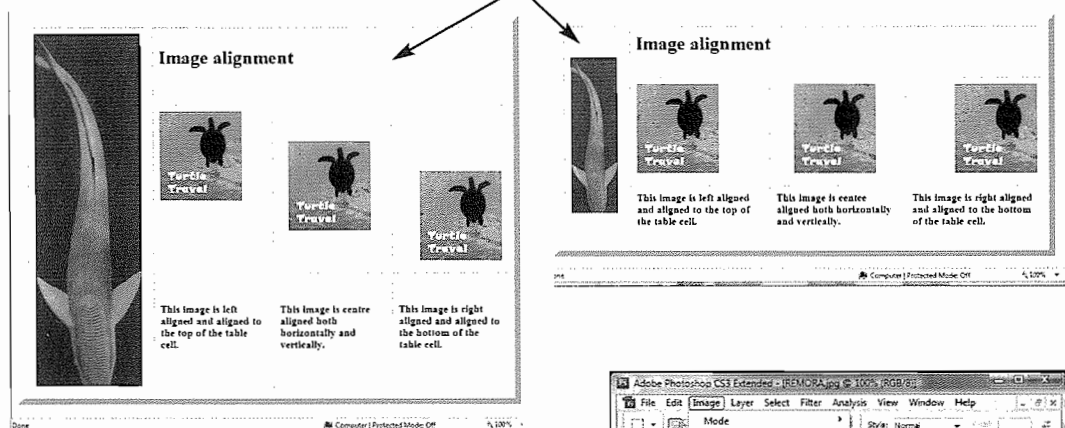 Image alignment
Turtle
Travel
Turtle
Travel
Turtle
Travel
This image is left
aligned and aligned to
the top of the table
cell.
This image is centre
aligned both
horizontally and
vertically.
This image is right
aligned and aligned to
the bottom of the
table cell.
Done
Computer | Protected Mode: Off
100%
Image alignment
Turtle
Travel
Turtle
Travel
Turtle
Travel
This image is left aligned
and aligned to the top of
the table cell.
This image is centre
aligned both horizontally
and vertically.
This image is right aligned
and aligned to the bottom
of the table cell.
Computer | Protected Mode: Off
100%
Adobe Photoshop CS3 Extended - [REMORA.jpg @ 100% (RGB/8)]
File Edit Image Layer Select Filter Analysis View Window Help
Mode
Style: Normal